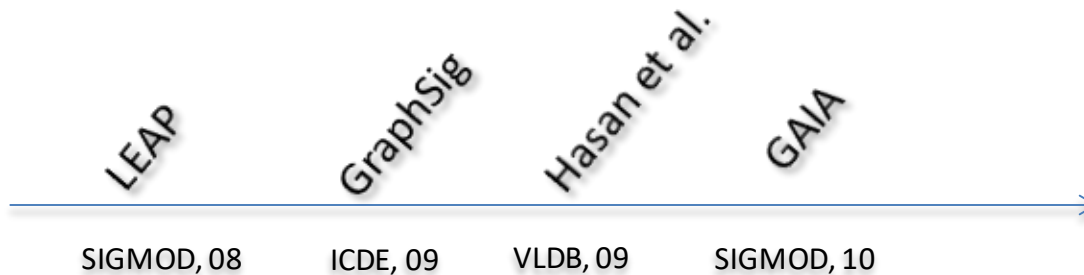 LEAP
GraphSig
Hasan et al.
GAIA
SIGMOD, 08
ICDE, 09
VLDB, 09
SIGMOD, 10